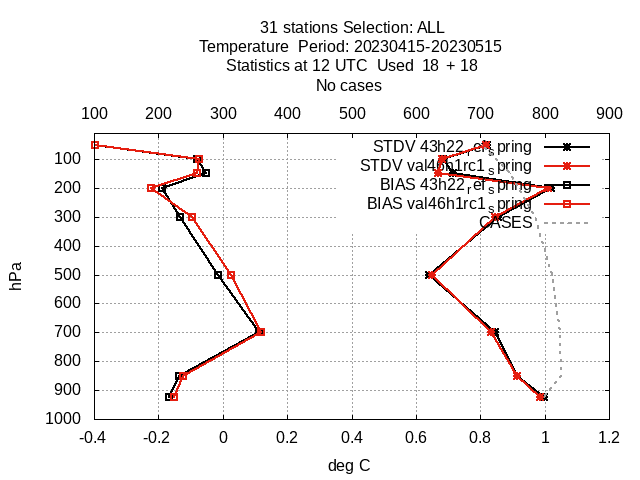 31 stations Selection: ALL
Temperature Period: 20230415-20230515
Statistics at 12 UTC Used 18 + 18
No cases
100 200 300 400 500 600 700 800 900
STDV 43h22_rer_spring
STDV val46h1rc1_spring
BIAS 43h22_rer_spring
BIAS val46h1rc1_spring
CASES
100
200
300
400
500
600
700
800
900
1000
hPa
-0.4 -0.2 0 0.2 0.4 0.6 0.8 1 1.2
deg C